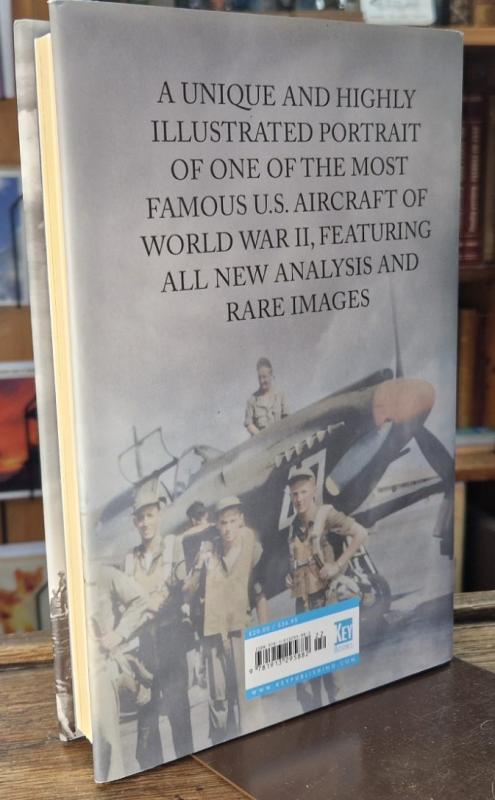 A UNIQUE AND HIGHLY
ILLUSTRATED PORTRAIT
OF ONE OF THE MOST
FAMOUS U.S. AIRCRAFT OF
WORLD WAR II, FEATURING
ALL NEW ANALYSIS AND
RARE IMAGES
KEY
BOOKS
WWW.KEYPUBLISHING.COM